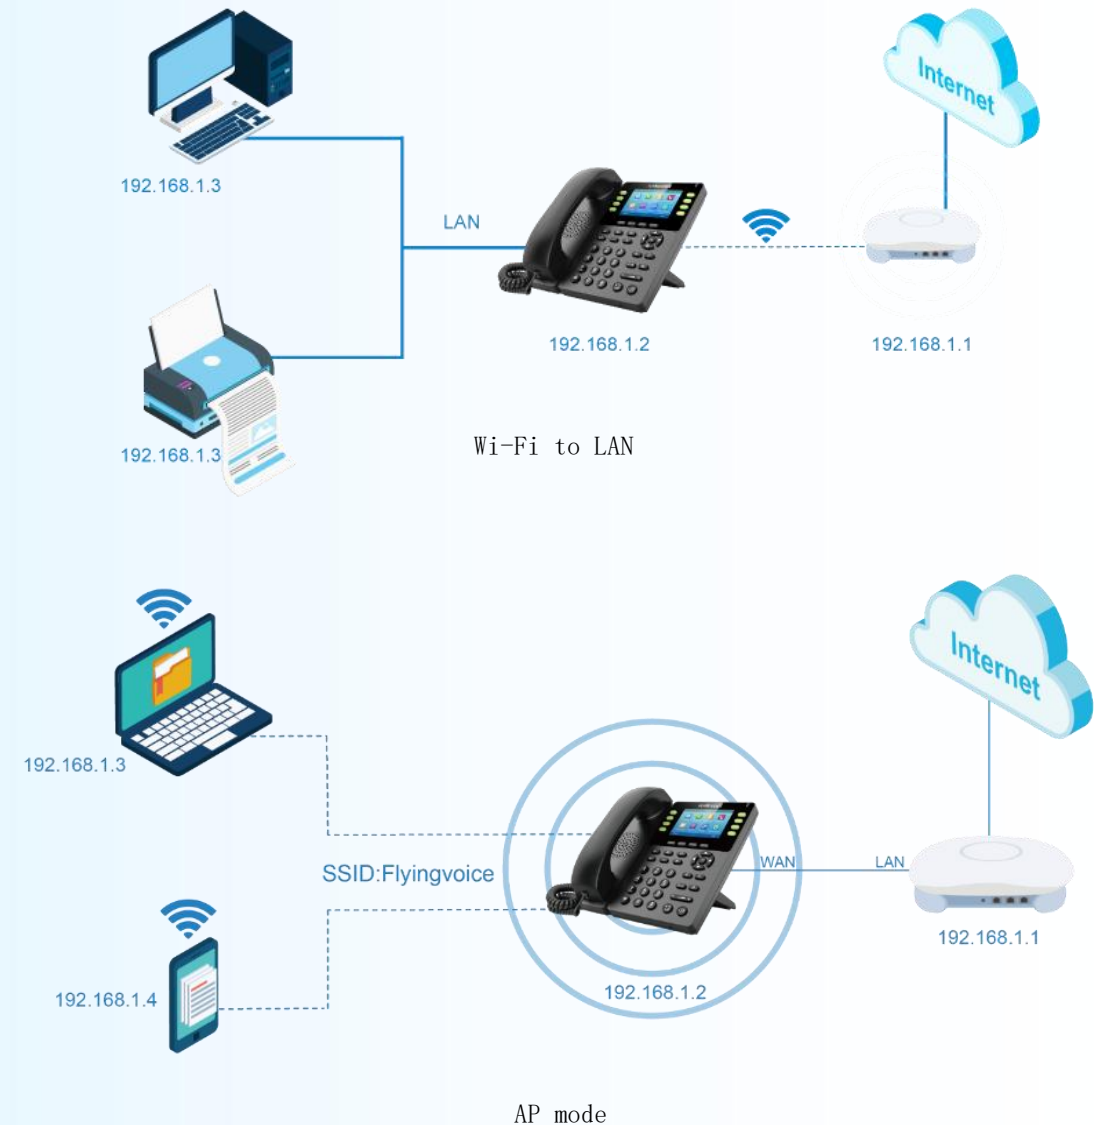 Internet
192.168.1.3
LAN
192.168.1.2
192.168.1.1
192.168.1.3
Wi-Fi to LAN
Internet
192.168.1.3
SSID:Flyingvoice
WAN
LAN
192.168.1.1
192.168.1.4
192.168.1.2
AP mode